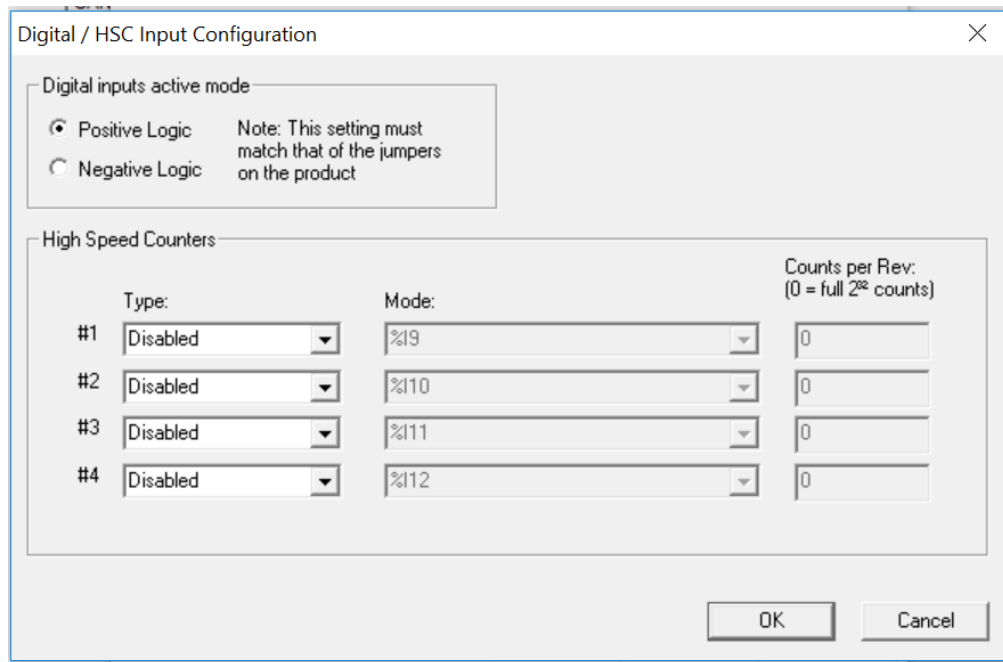 CAN
Digital / HSC Input Configuration
Digital inputs active mode
Positive Logic
Negative Logic
Note: This setting must
match that of the jumpers
on the product
High Speed Counters
Type:
Mode:
Counts per Rev:
(0 = full 2³² counts)
#1 Disabled %I9 0
#2 Disabled %I10 0
#3 Disabled %I11 0
#4 Disabled %I12 0
OK Cancel